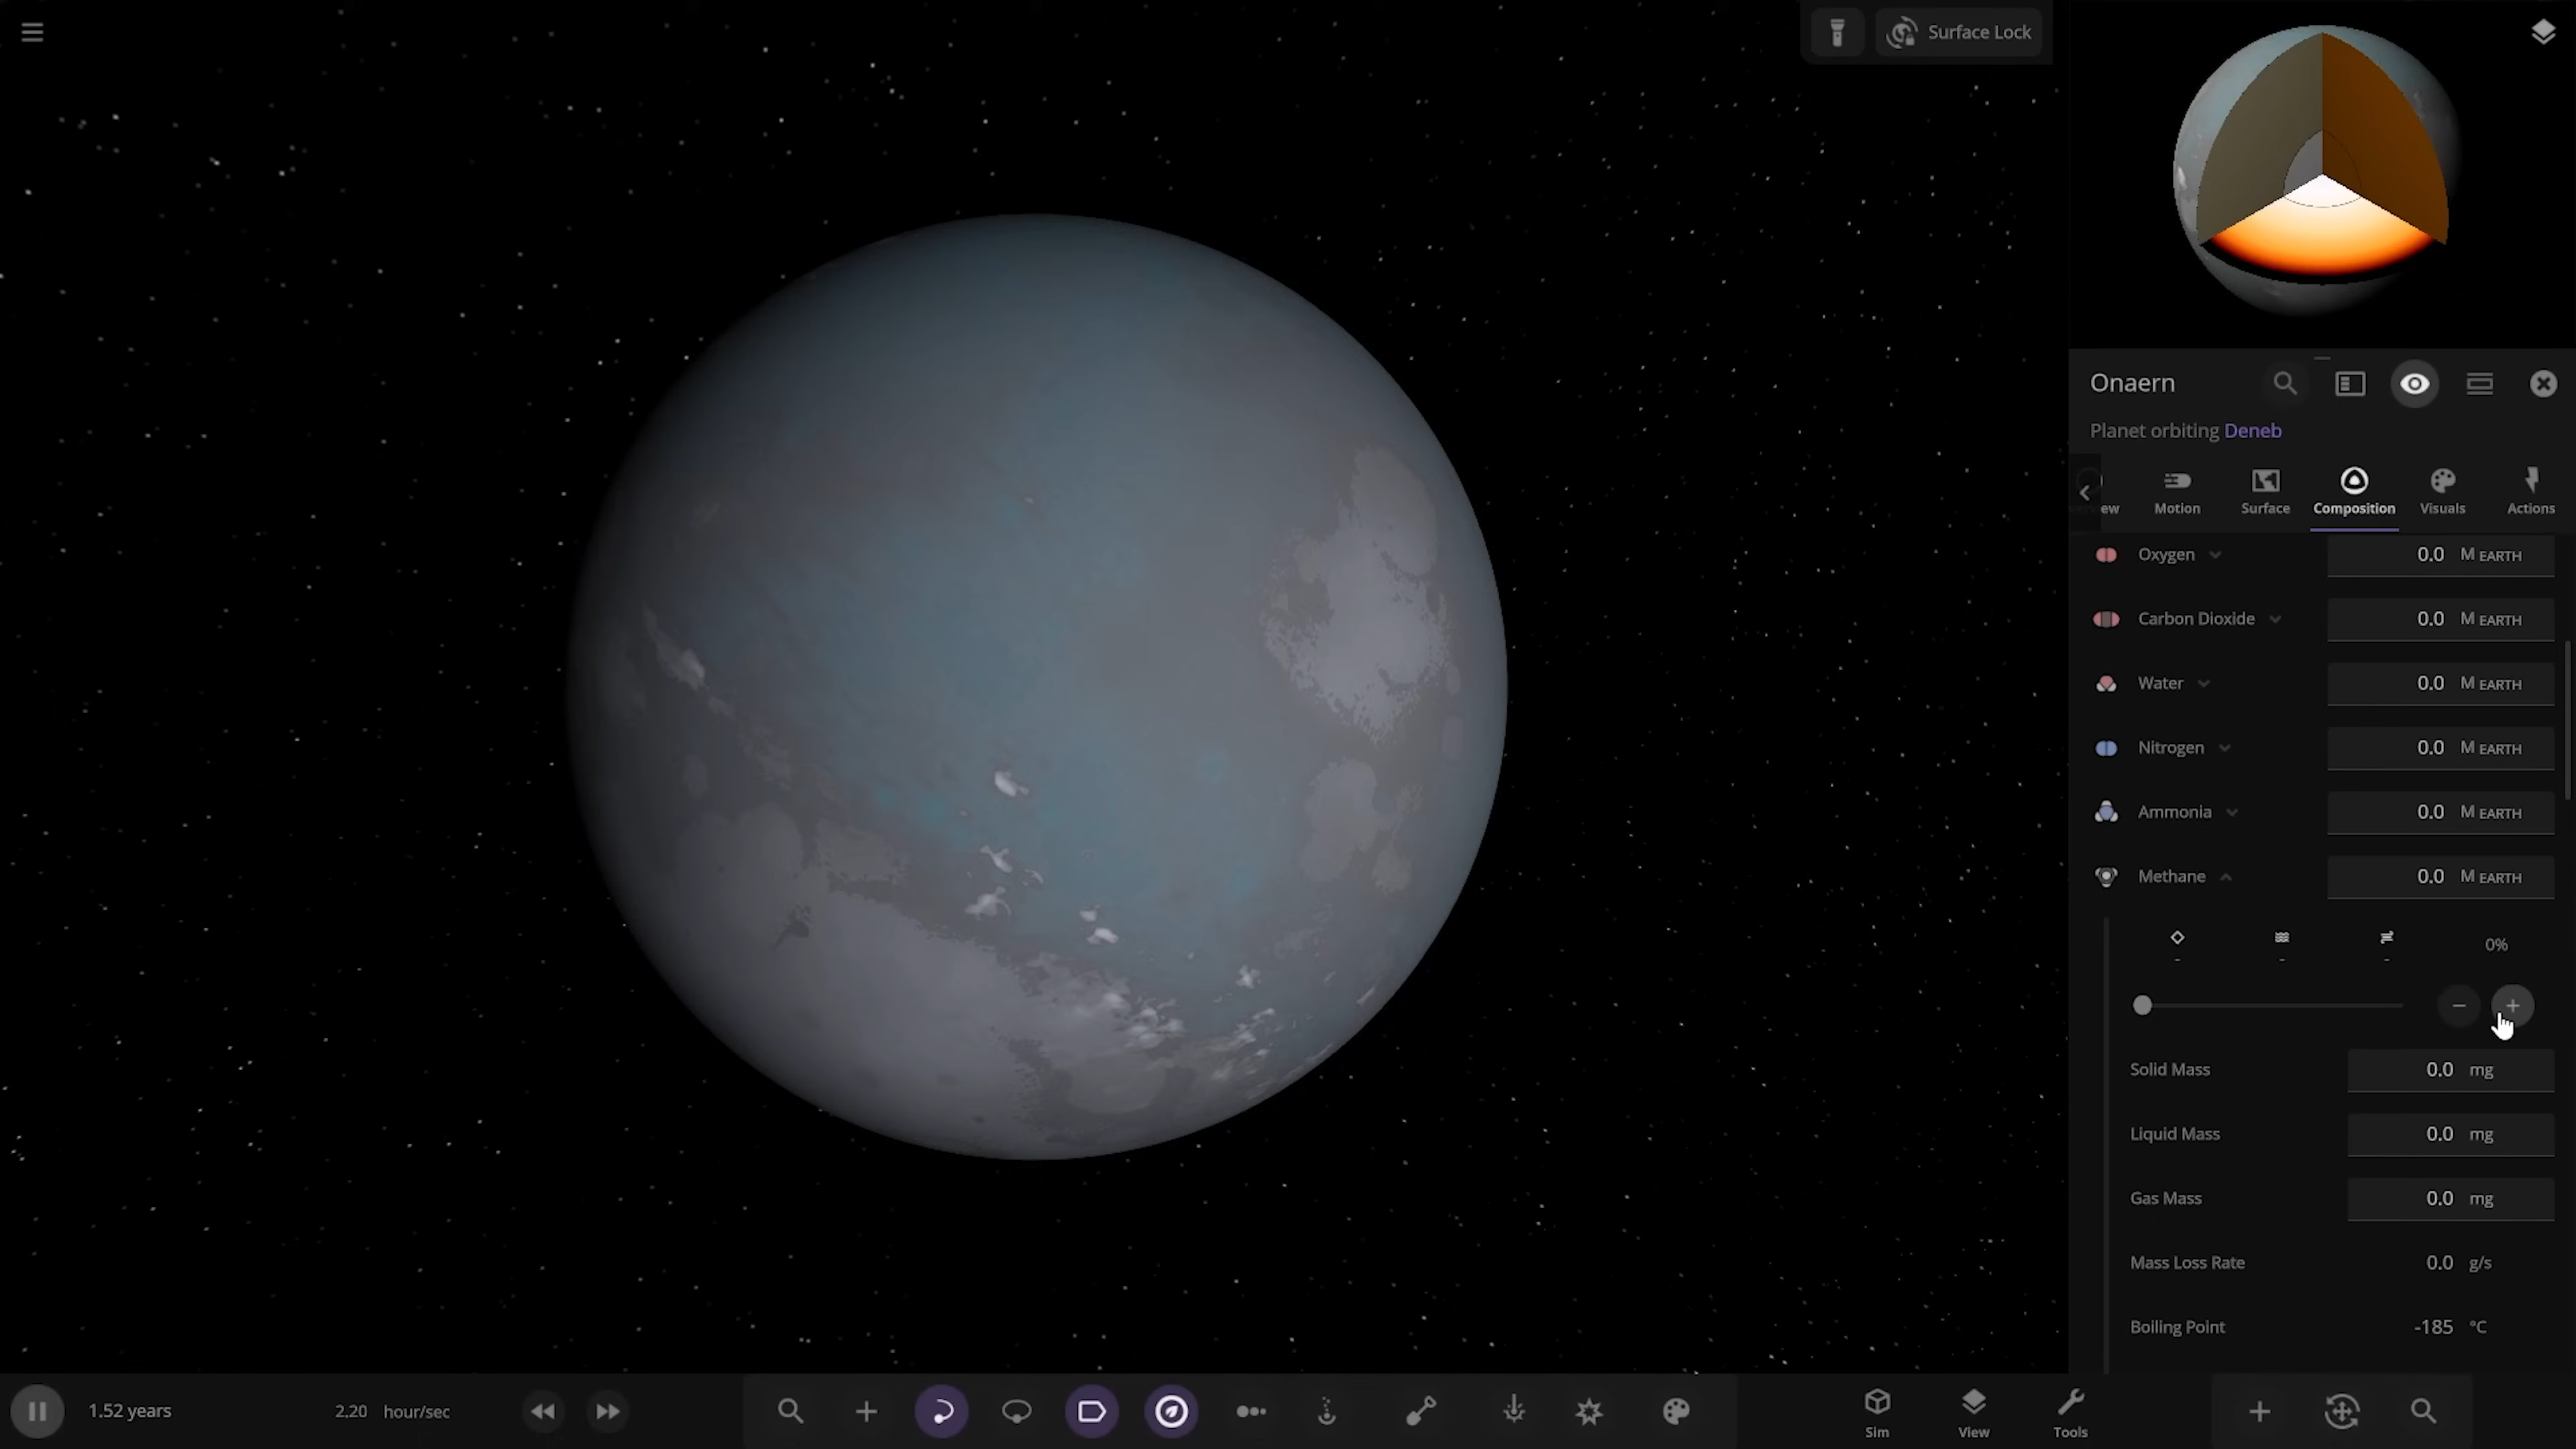 Surface Lock
Onaern
Planet orbiting Deneb
ew
Motion
Surface
Composition
Visuals
Actions
Oxygen 0.0 M EARTH
Carbon Dioxide 0.0 M EARTH
Water 0.0 M EARTH
Nitrogen 0.0 M EARTH
Ammonia 0.0 M EARTH
Methane 0.0 M EARTH
- - - 0%
Solid Mass 0.0 mg
Liquid Mass 0.0 mg
Gas Mass 0.0 mg
Mass Loss Rate 0.0 g/s
Boiling Point -185 °C
1.52 years
2.20 hour/sec
Sim
View
Tools